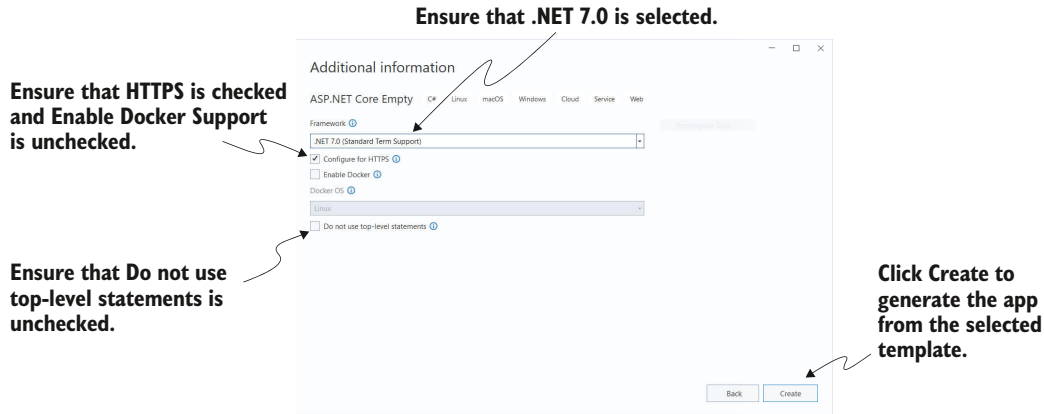 Ensure that .NET 7.0 is selected.
Additional information
Ensure that HTTPS is checked
and Enable Docker Support
is unchecked.
ASP.NET Core Empty C# Linux macOS Windows Cloud Service Web
Framework
.NET 7.0 (Standard Term Support)
Configure for HTTPS
Enable Docker
Docker OS
Linux
Do not use top-level statements
Ensure that Do not use
top-level statements is
unchecked.
Click Create to
generate the app
from the selected
template.
Back Create